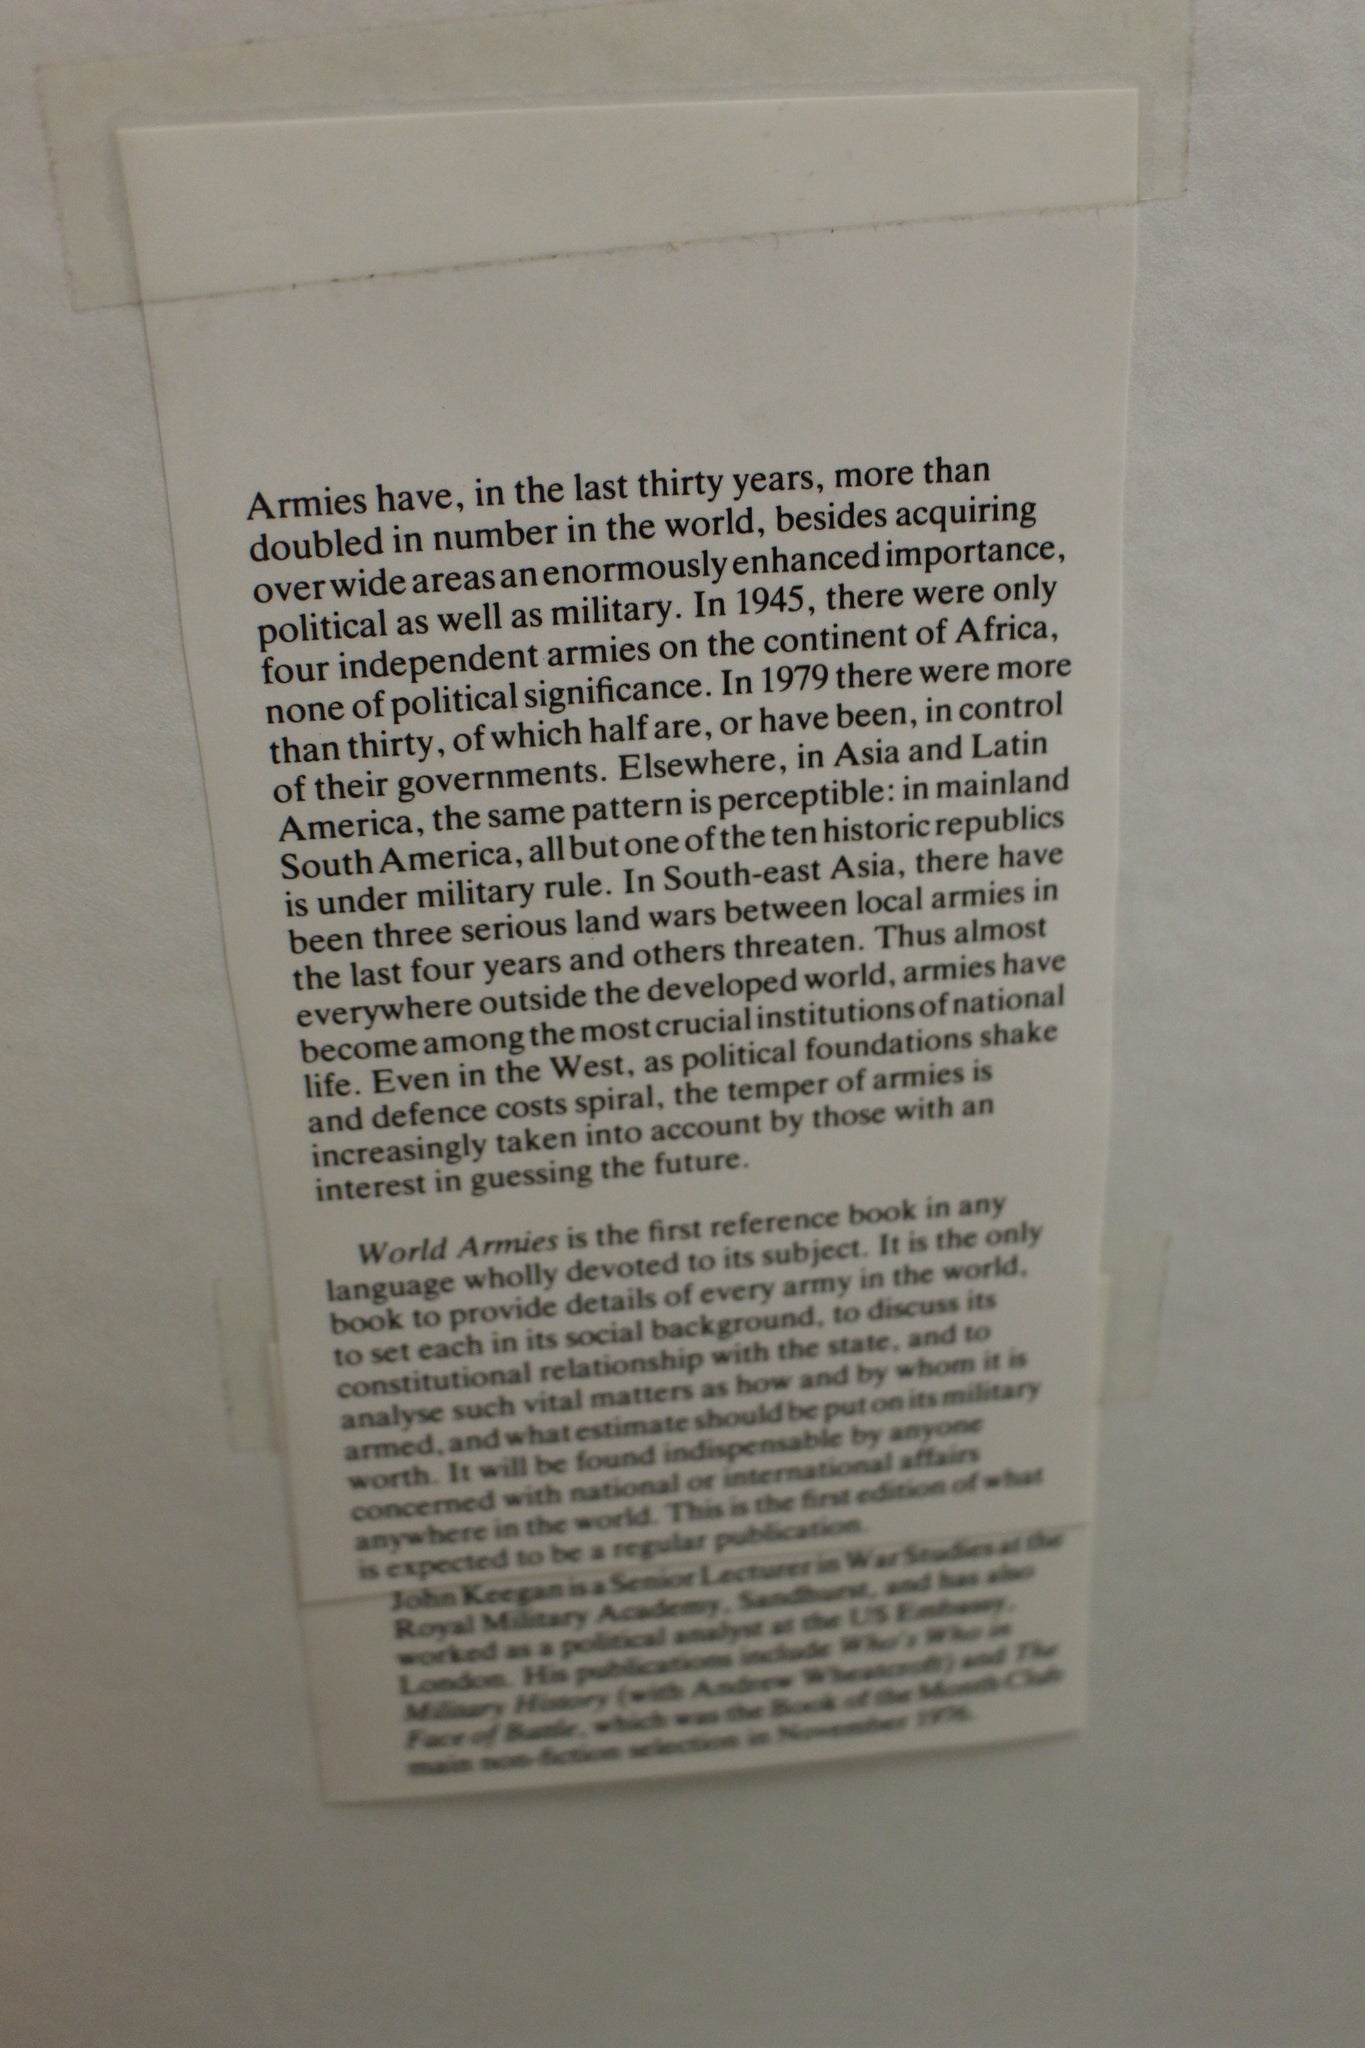 Armies have, in the last thirty years, more than
doubled in number in the world, besides acquiring
over wide areas an enormously enhanced importance,
political as well as military. In 1945, there were only
four independent armies on the continent of Africa,
none of political significance. In 1979 there were more
than thirty, of which half are, or have been, in control
of their governments. Elsewhere, in Asia and Latin
America, the same pattern is perceptible: in mainland
South America, all but one of the ten historic republics
is under military rule. In South-east Asia, there have
been three serious land wars between local armies in
the last four years and others threaten. Thus almost
everywhere outside the developed world, armies have
become among the most crucial institutions of national
life. Even in the West, as political foundations shake
and defence costs spiral, the temper of armies is
increasingly taken into account by those with an
interest in guessing the future.
World Armies is the first reference book in any
language wholly devoted to its subject. It is the only
book to provide details of every army in the world,
to set each in its social background, to discuss its
constitutional relationship with the state, and to
analyse such vital matters as how and by whom it is
armed, and what estimate should be put on its military
worth. It will be found indispensable by anyone
concerned with national or international affairs
anywhere in the world. This is the first edition of what
is expected to be a regular publication.
John Keegan is a Senior Lecturer in War Studies at the
Royal Military Academy, Sandhurst, and has also
worked as a political analyst at the US Embassy,
London. His publications include Who's Who in
Military History (with Andrew Wheatcroft) and The
Face of Battle, which was the Book of the Month Club
main non-fiction selection in November 1976.